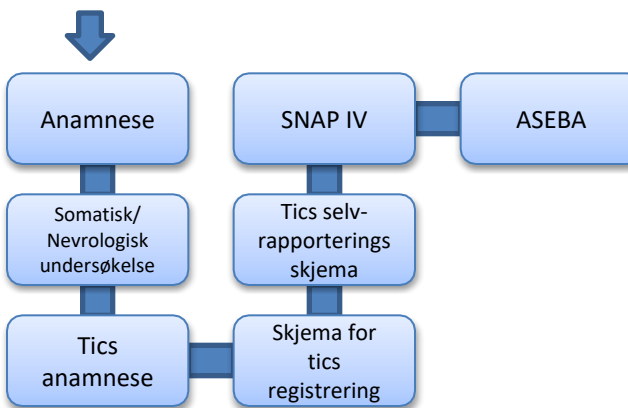 Anamnese
Somatisk/
Nevrologisk
undersøkelse
Tics
anamnese
Skjema for
tics
registrering
Tics selv-
rapporterings
skjema
SNAP IV
ASEBA